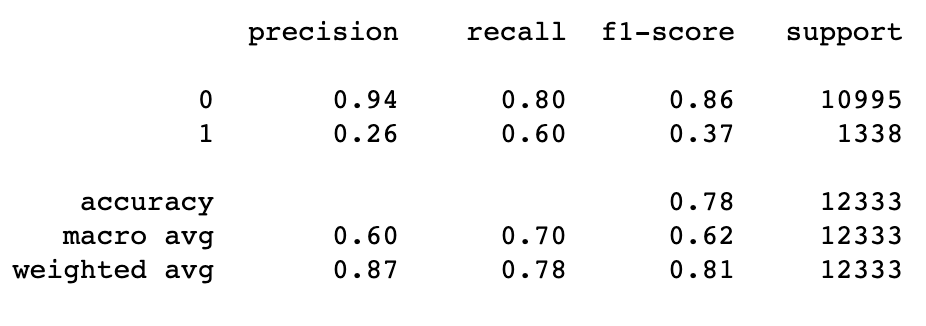 precision recall f1-score support
0 0.94 0.80 0.86 10995
1 0.26 0.60 0.37 1338
accuracy 0.78 12333
macro avg 0.60 0.70 0.62 12333
weighted avg 0.87 0.78 0.81 12333